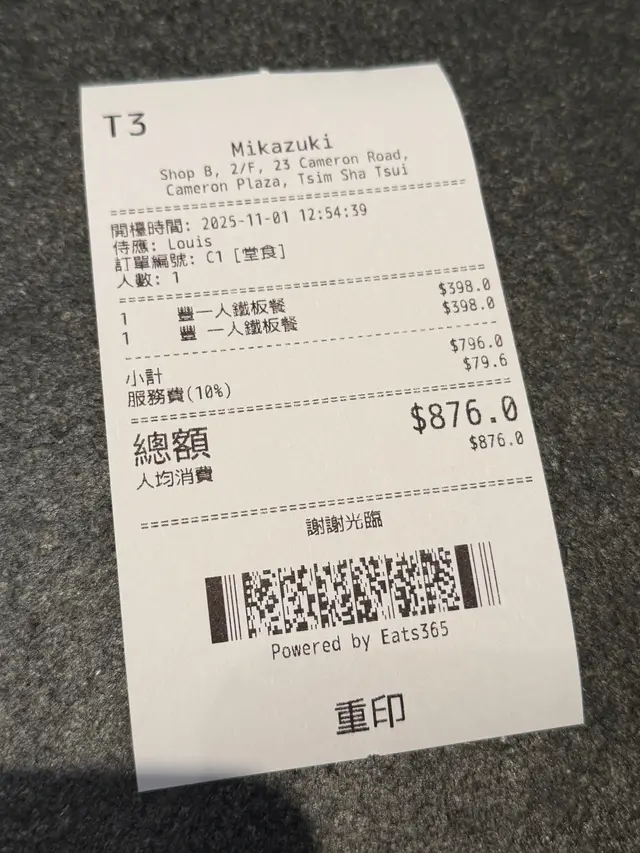 T3
Mikazuki
Shop B, 2/F, 23 Cameron Road,
Cameron Plaza, Tsim Sha Tsui
開檯時間: 2025-11-01 12:54:39
侍應: Louis
訂單編號: C1 [堂食]
人數: 1
1 豐一人鐵板餐 $398.0
1 豐 一人鐵板餐 $398.0
小計 $796.0
服務費(10%) $79.6
總額 $876.0
人均消費 $876.0
謝謝光臨
Powered by Eats365
重印